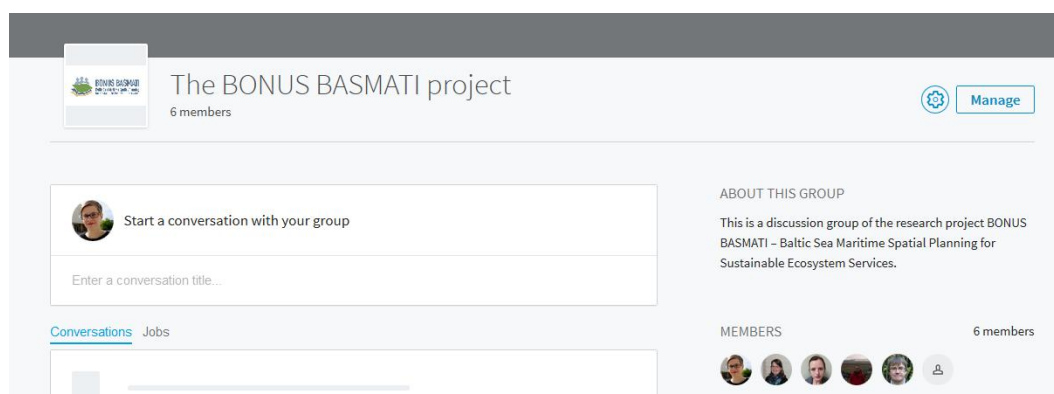 BONUS BASMATI
The BONUS BASMATI project
6 members
Manage
Start a conversation with your group
Enter a conversation title...
Conversations Jobs
ABOUT THIS GROUP
This is a discussion group of the research project BONUS
BASMATI – Baltic Sea Maritime Spatial Planning for
Sustainable Ecosystem Services.
MEMBERS 6 members